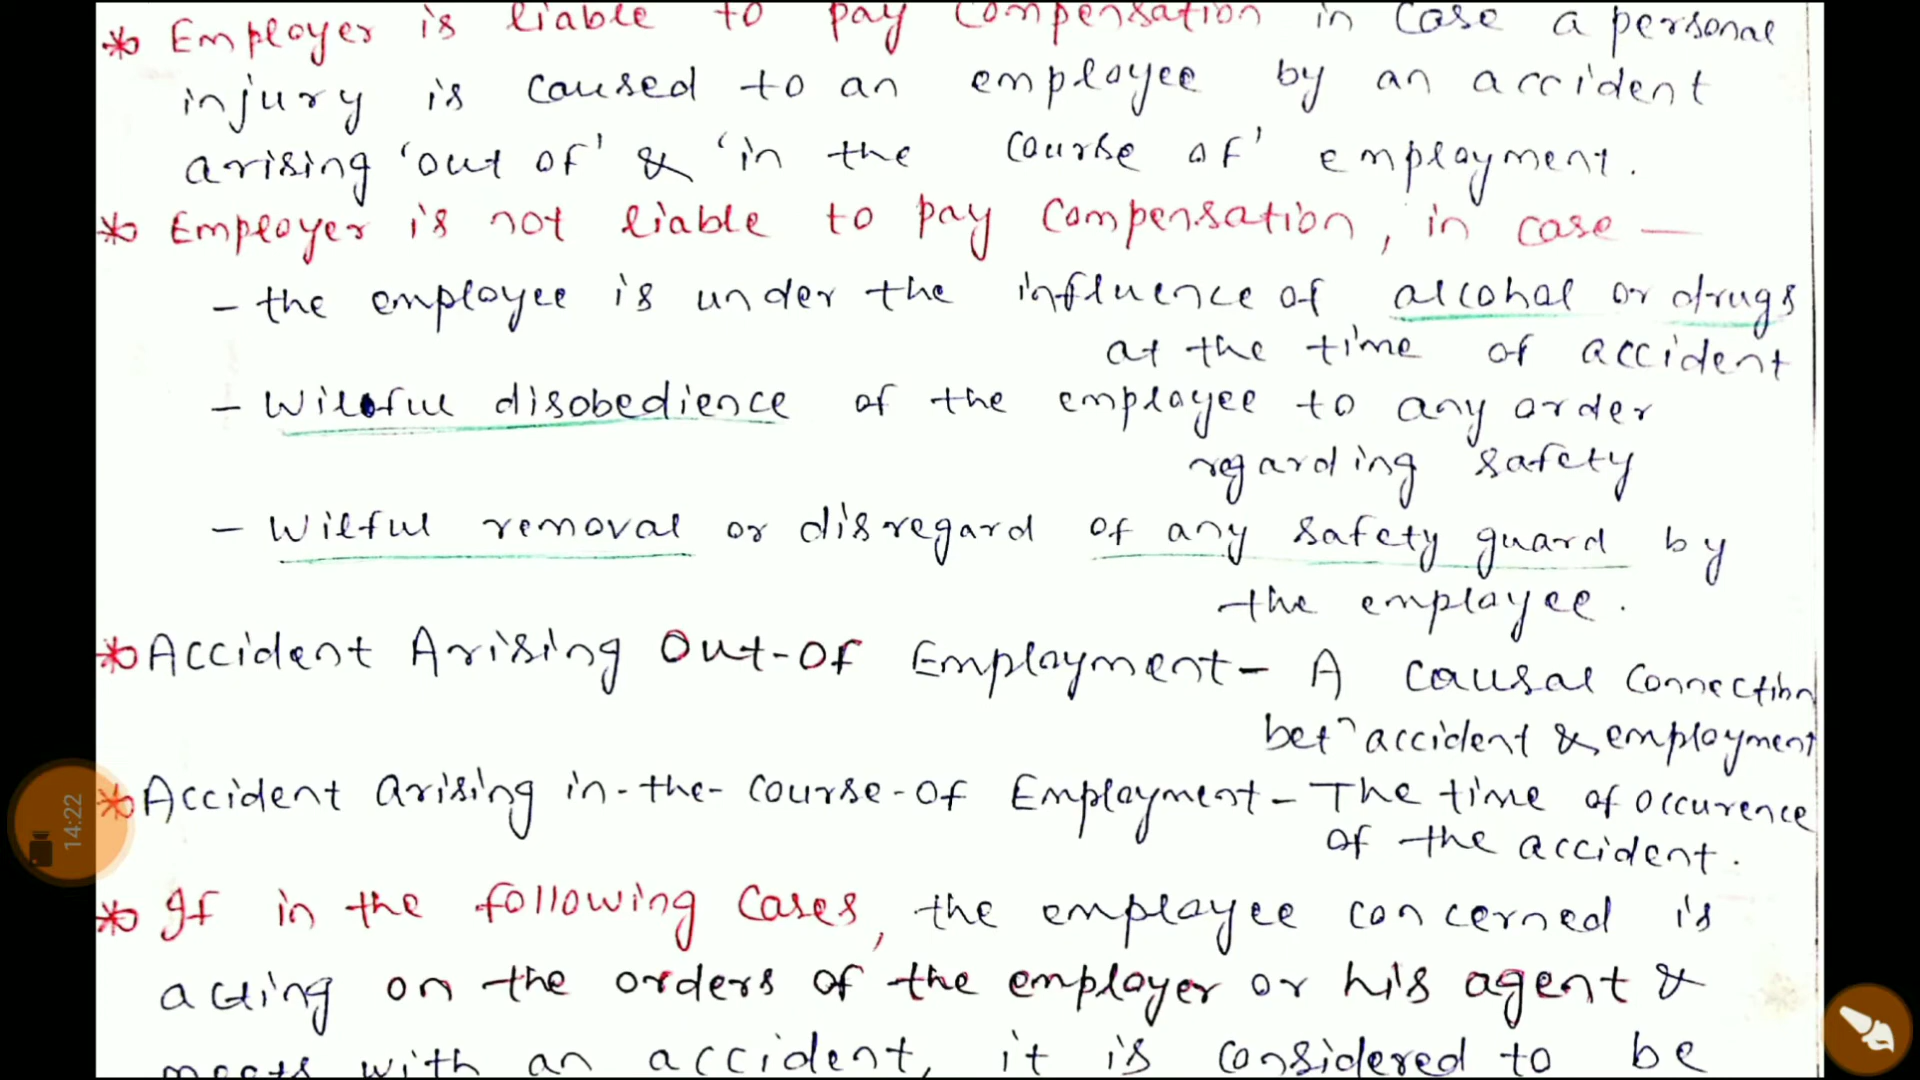 * Employer is liable to pay compensation in case a personal
injury is caused to an employee by an accident
arising 'out of' & 'in the course of' employment.
* Employer is not liable to pay compensation, in case —
- the employee is under the influence of alcohol or drugs
at the time of accident
- Wilful disobedience of the employee to any order
regarding safety
- Wilful removal or disregard of any safety guard by
the employee.
* Accident Arising Out-of Employment - A causal connection
betn accident & employment
* Accident arising in-the-course-of Employment - The time of occurence
of the accident.
* If in the following cases, the employee concerned is
acting on the orders of the employer or his agent &
meets with an accident, it is considered to be
14:22